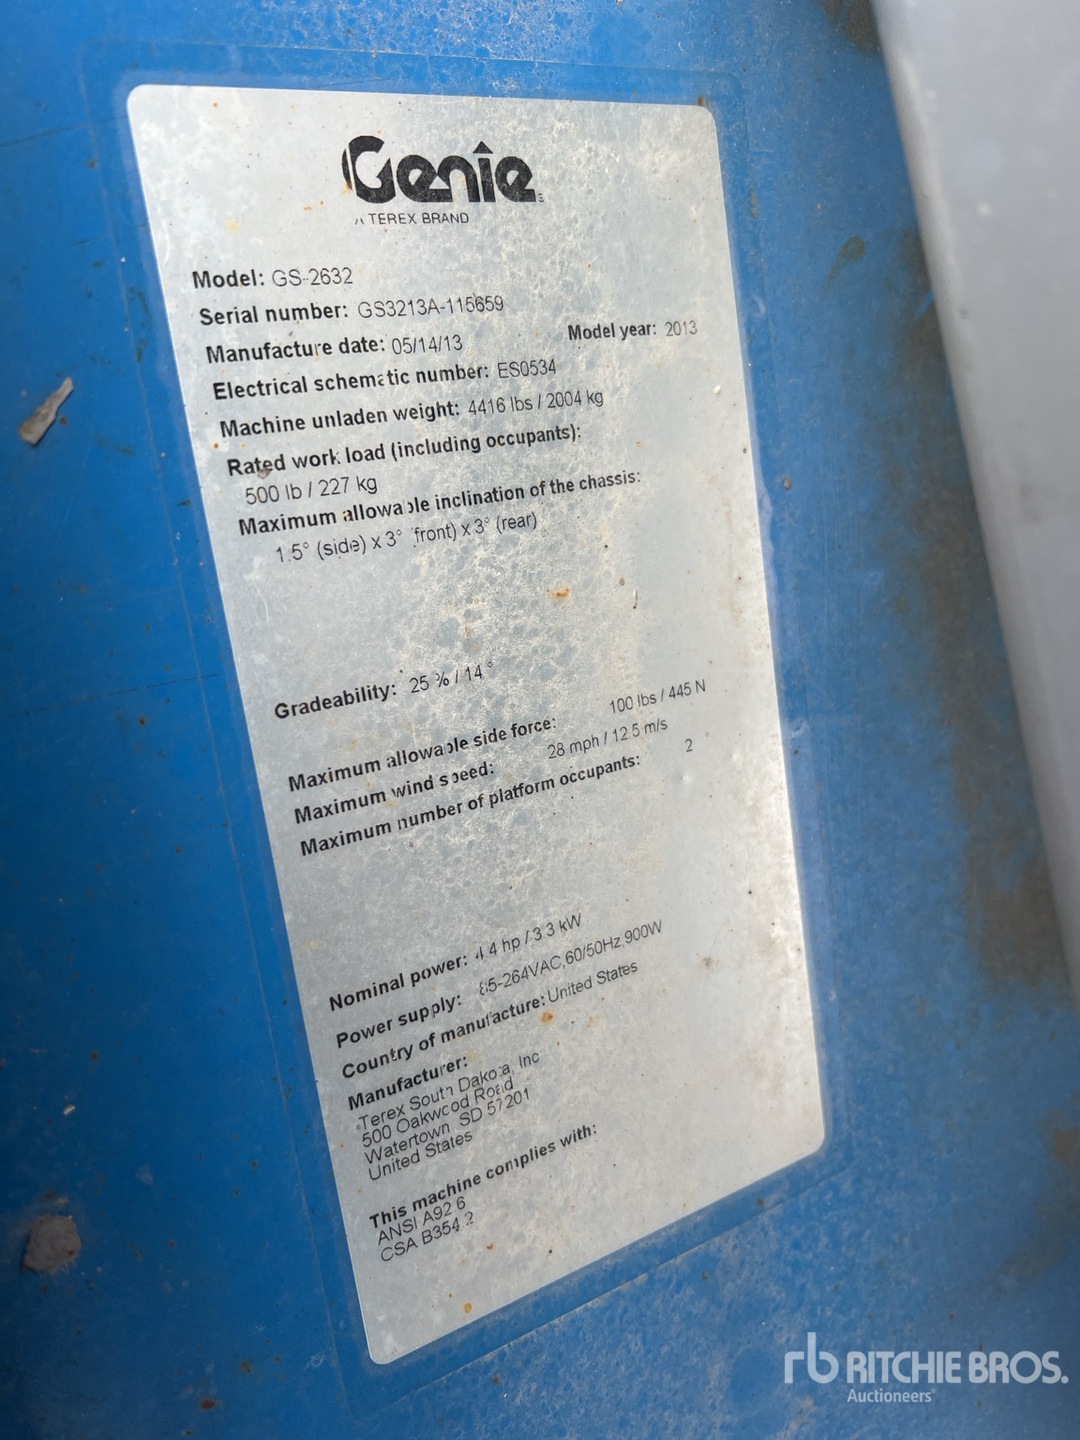 Genie
A TEREX BRAND
Model: GS-2632
Serial number: GS3213A-115659
Manufacture date: 05/14/13 Model year: 2013
Electrical schematic number: ES0534
Machine unladen weight: 4416 lbs / 2004 kg
Rated work load (including occupants):
500 lb / 227 kg
Maximum allowable inclination of the chassis:
1.5° (side) x 3° (front) x 3° (rear)
Gradeability: 25 % / 14°
Maximum allowable side force: 100 lbs / 445 N
Maximum wind speed: 28 mph / 12.5 m/s
Maximum number of platform occupants: 2
Nominal power: 4.4 hp / 3.3 kW
Power supply: 85-264VAC,60/50Hz,900W
Country of manufacture: United States
Manufacturer:
Terex South Dakota, Inc
500 Oakwood Road
Watertown, SD 57201
United States
This machine complies with:
ANSI A92.6
CSA B354.2
rb RITCHIE BROS.
Auctioneers